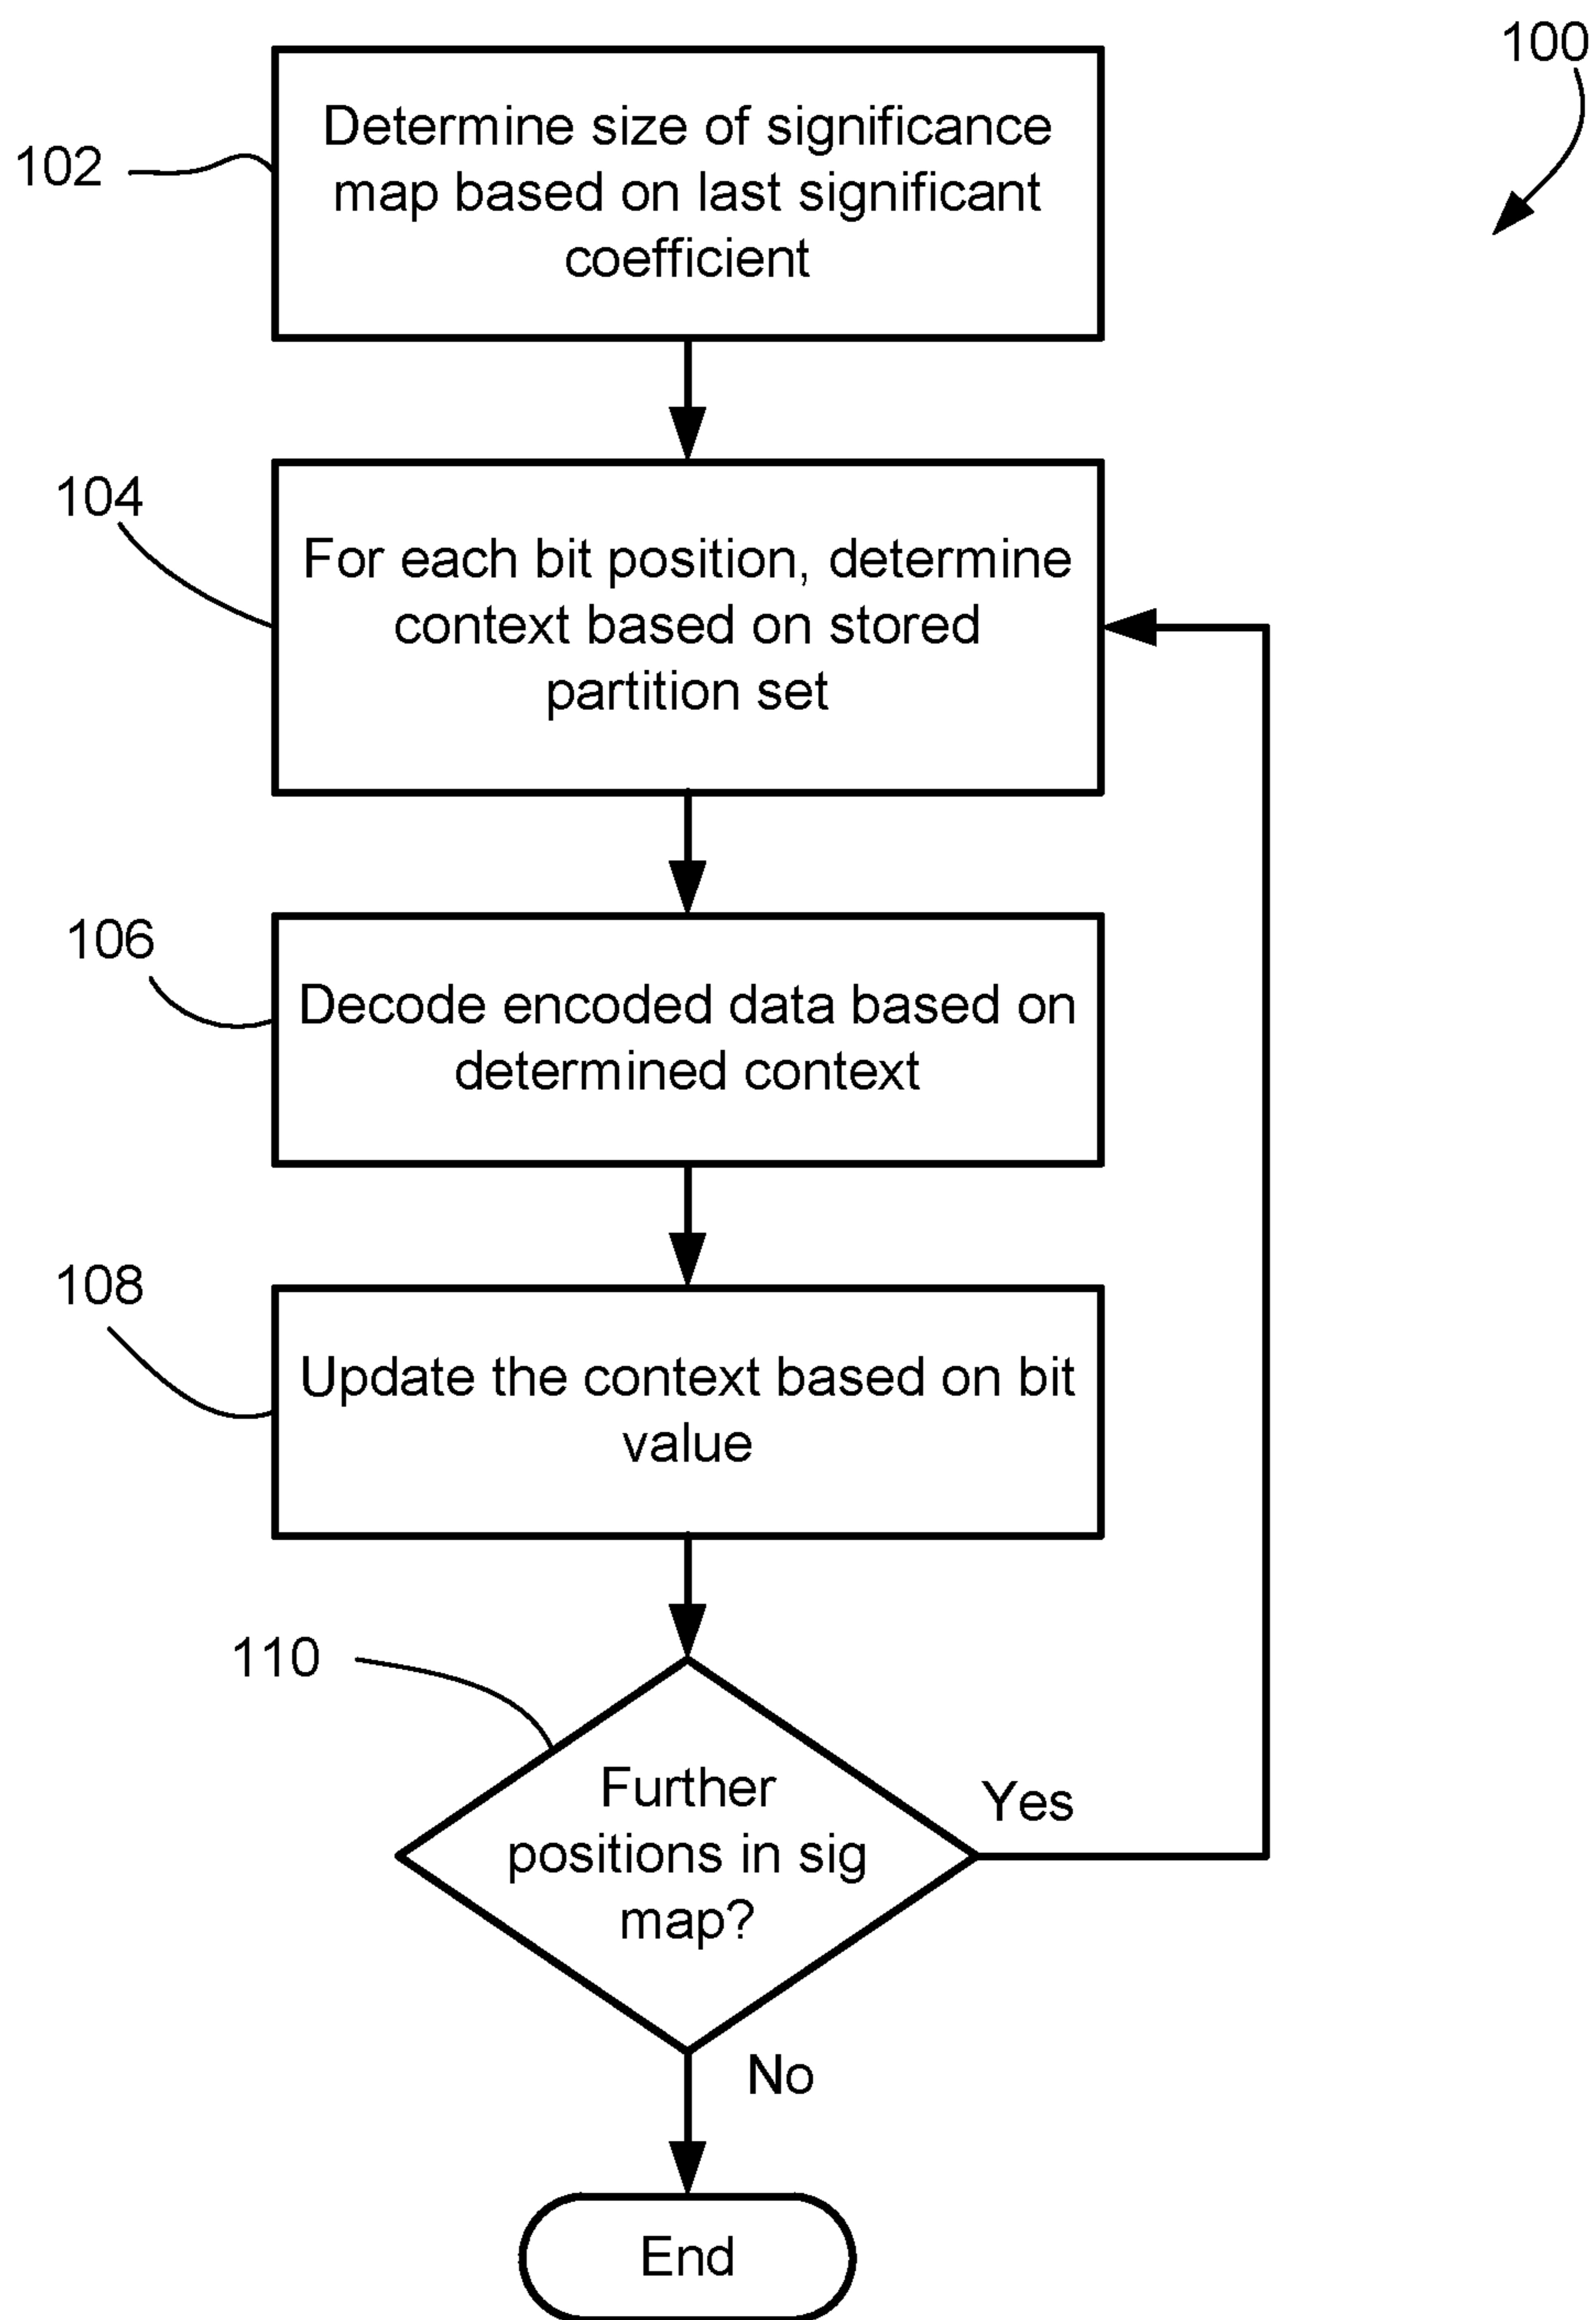 100
102
Determine size of significance
map based on last significant
coefficient
104
For each bit position, determine
context based on stored
partition set
106
Decode encoded data based on
determined context
108
Update the context based on bit
value
110
Further
positions in sig
map?
Yes
No
End